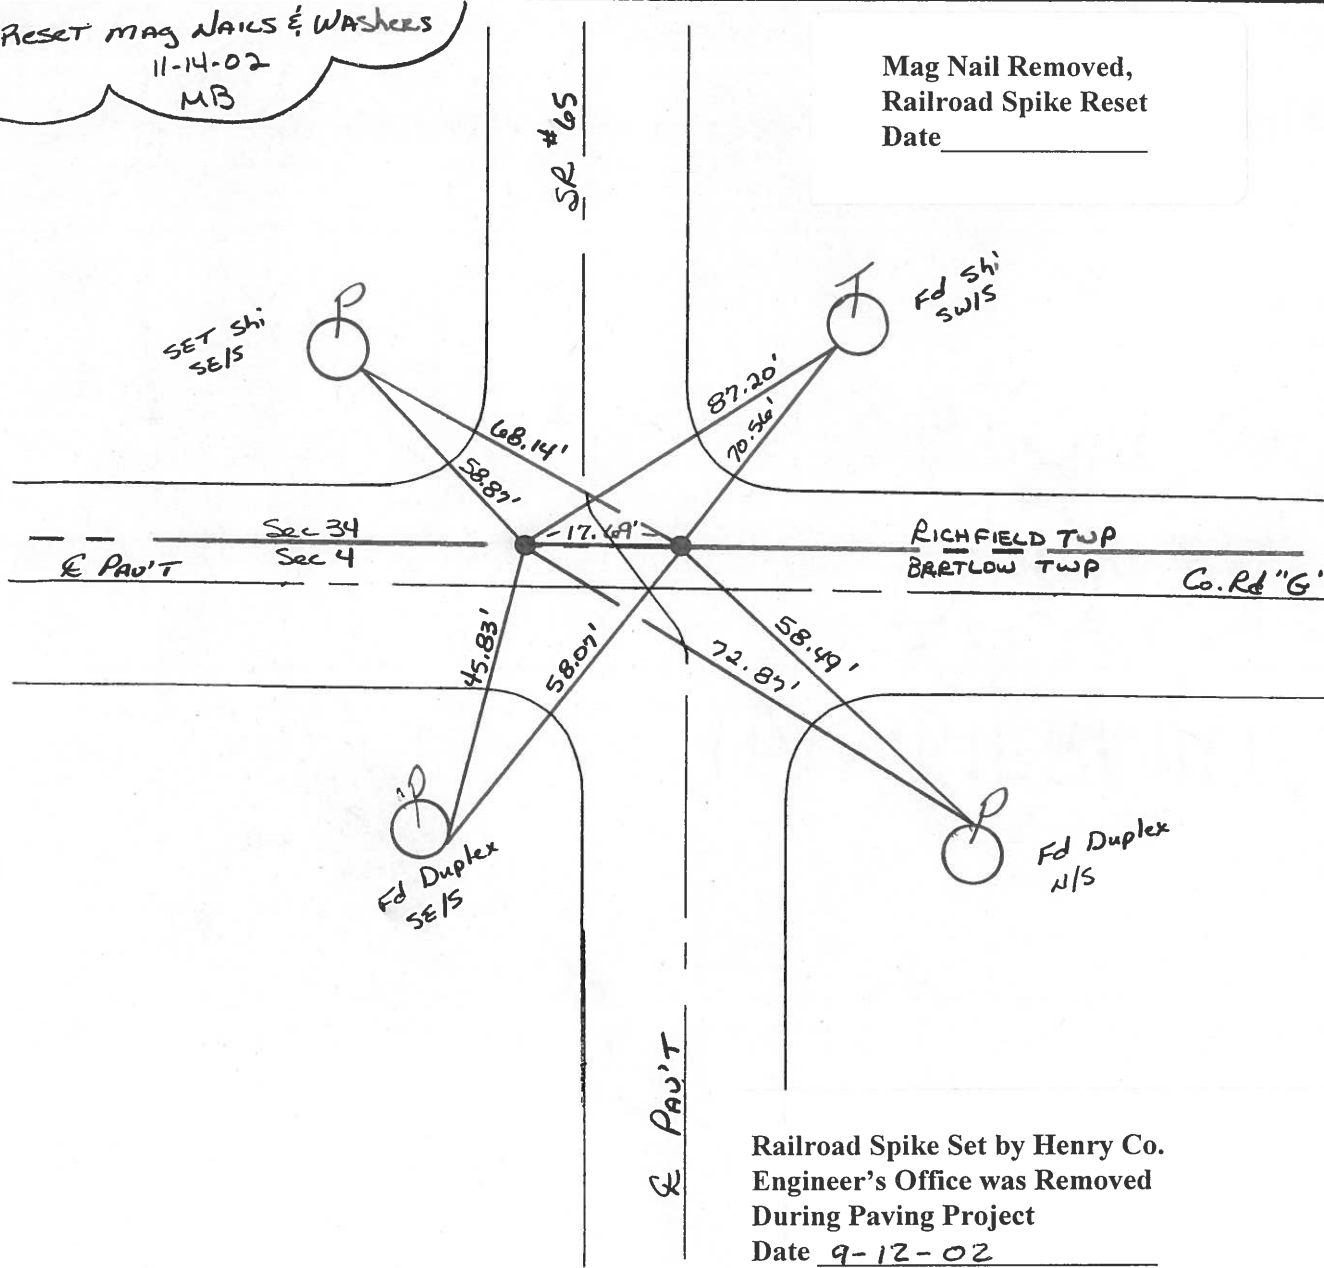 Reset mag Nails & Washers
11-14-02
MB
Mag Nail Removed,
Railroad Spike Reset
Date
SR #65
SET Shi
SE/S
P
T
Fd Shi
SW/S
87.20'
70.56'
68.14'
58.87'
Sec 34
Sec 4
℄ PAV'T
17.69'
RICHFIELD TWP
BARTLOW TWP
Co. Rd "G"
45.83'
58.07'
58.49'
72.87'
P
Fd Duplex
SE/S
P
Fd Duplex
N/S
℄ PAV'T
Railroad Spike Set by Henry Co.
Engineer's Office was Removed
During Paving Project
Date 9-12-02